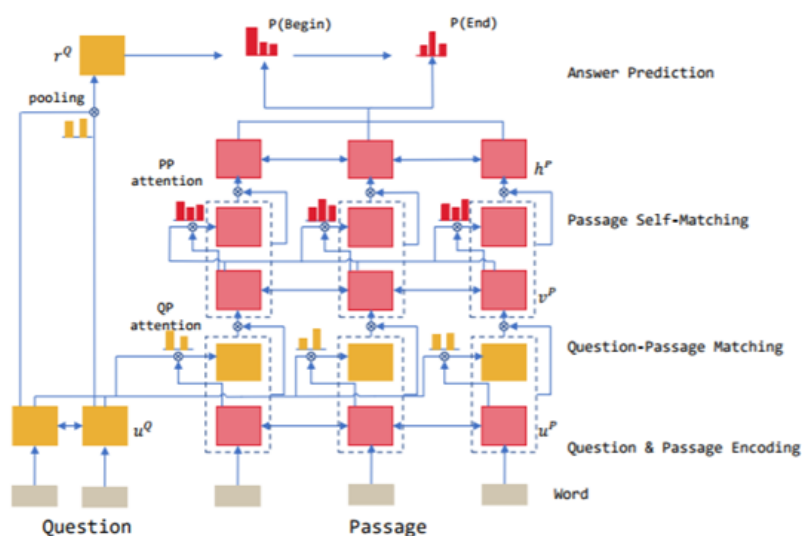 P(Begin)
P(End)
r^Q
Answer Prediction
pooling
PP
attention
h^P
Passage Self-Matching
v^P
QP
attention
Question-Passage Matching
u^Q
u^P
Question & Passage Encoding
Word
Question
Passage